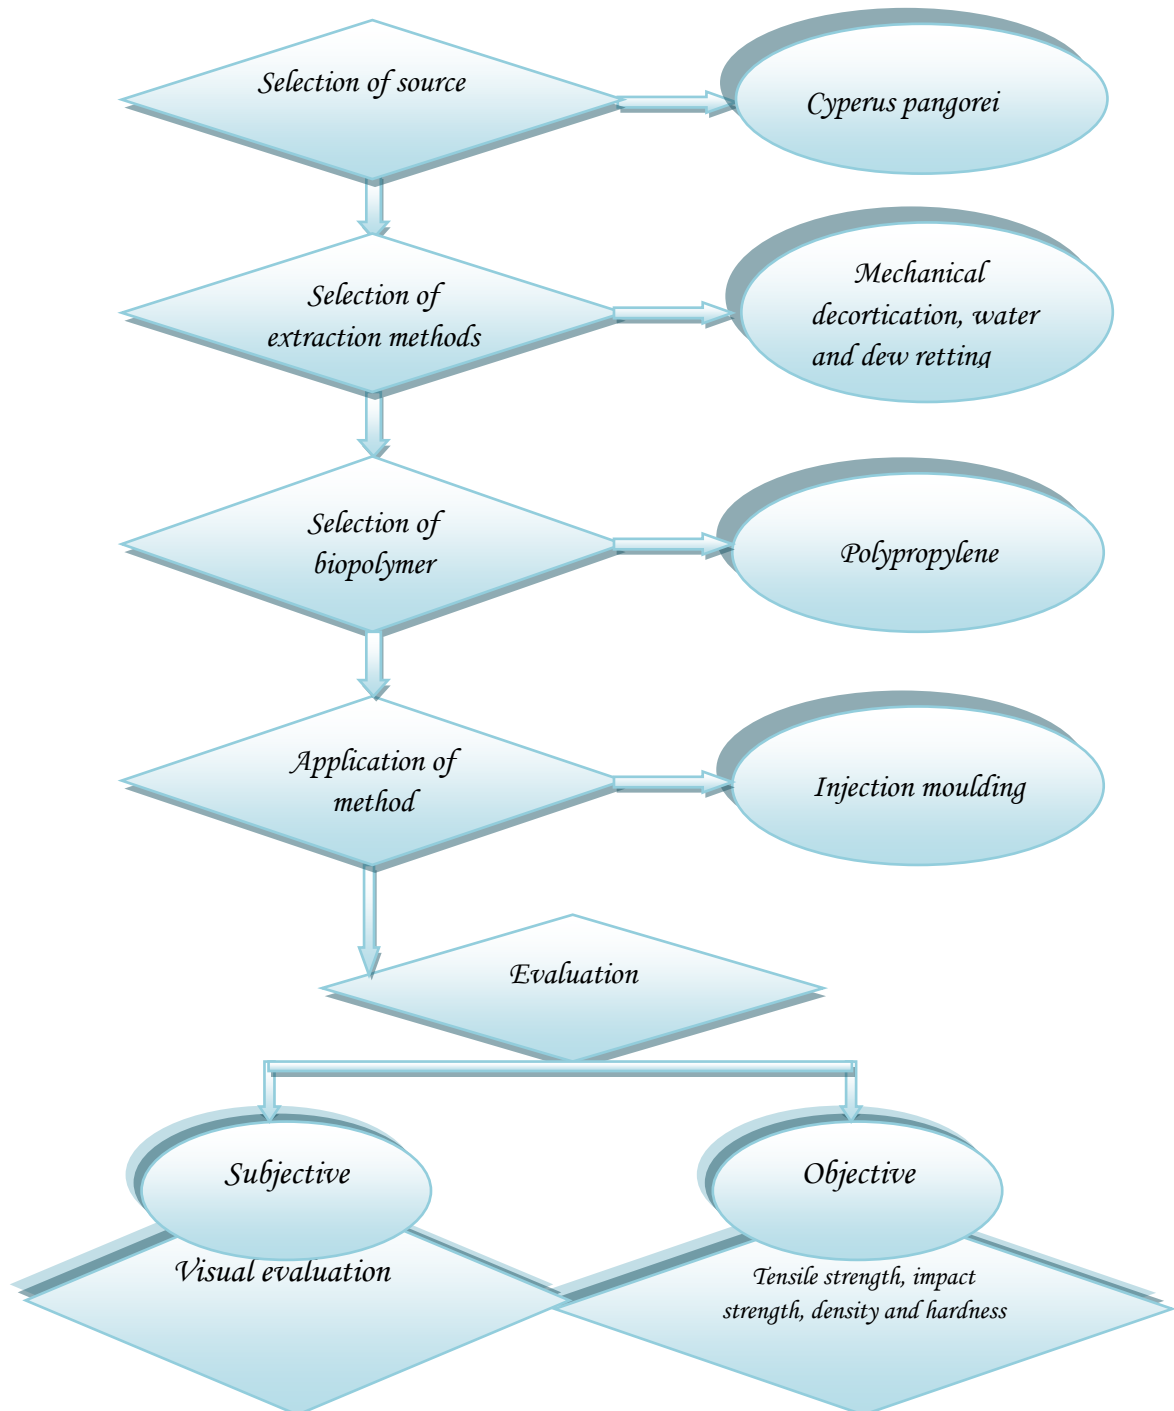 Selection of source
Cyperus pangorei
Selection of
extraction methods
Mechanical
decortication, water
and dew retting
Selection of
biopolymer
Polypropylene
Application of
method
Injection moulding
Evaluation
Subjective
Objective
Visual evaluation
Tensile strength, impact
strength, density and hardness